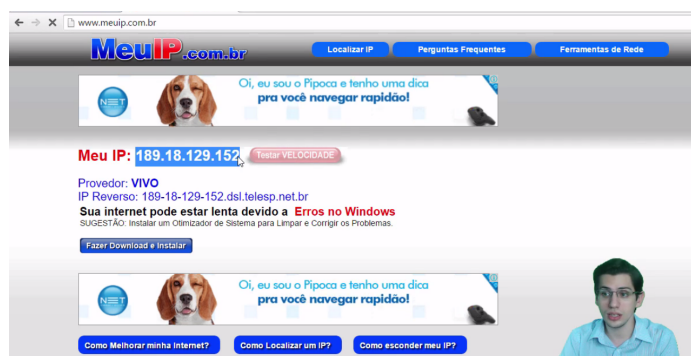 www.meuip.com.br
MeuIP.com.br
Localizar IP
Perguntas Frequentes
Ferramentas de Rede
NET
Oi, eu sou o Pipoca e tenho uma dica
pra você navegar rapidão!
Meu IP: 189.18.129.152
Testar VELOCIDADE
Provedor: VIVO
IP Reverso: 189-18-129-152.dsl.telesp.net.br
Sua internet pode estar lenta devido a Erros no Windows
SUGESTÃO: Instalar um Otimizador de Sistema para Limpar e Corrigir os Problemas.
Fazer Download e Instalar
NET
Oi, eu sou o Pipoca e tenho uma dica
pra você navegar rapidão!
Como Melhorar minha Internet?
Como Localizar um IP?
Como esconder meu IP?